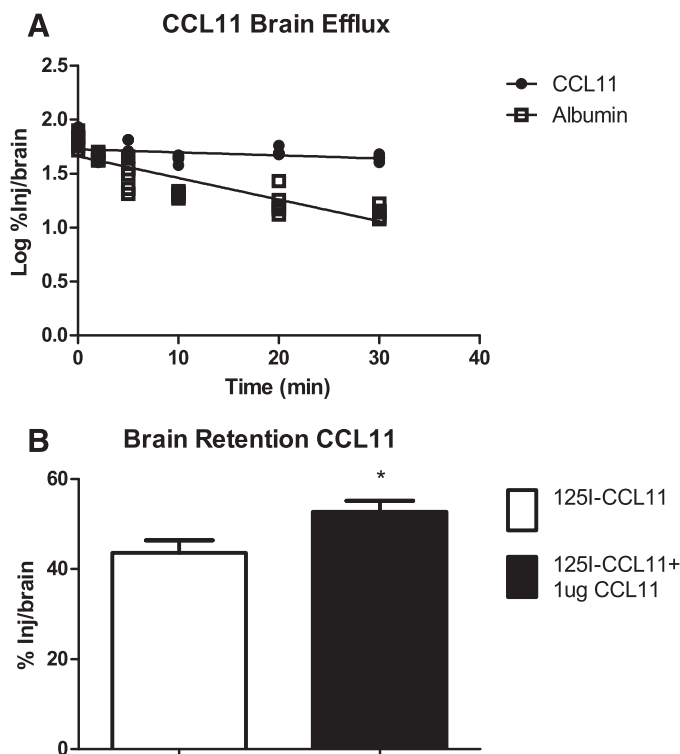 A
CCL11 Brain Efflux
2.5
2.0
1.5
1.0
0.5
0.0
Log %Inj/brain
0 10 20 30 40
Time (min)
CCL11
Albumin
B
Brain Retention CCL11
60
40
20
0
% Inj/brain
*
125I-CCL11
125I-CCL11+
1ug CCL11